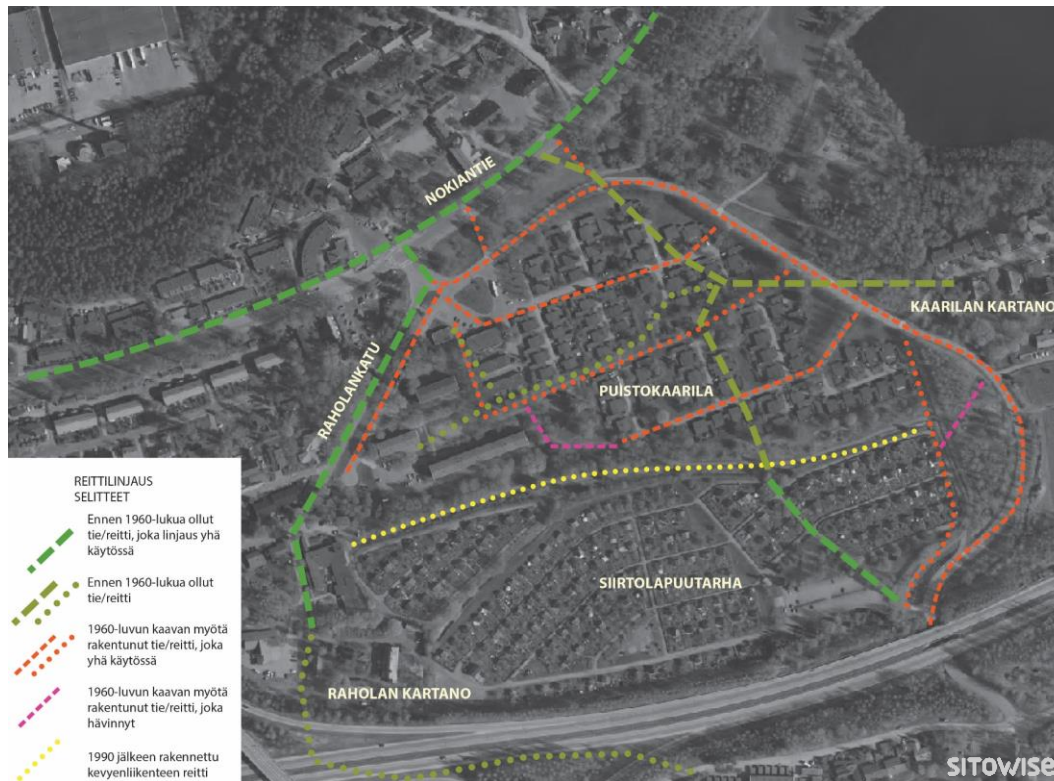 NOKIANTIE
KAARILAN KARTANO
RAHOLANKATU
PUISTOKAARILA
SIIRTOLAPUUTARHA
RAHOLAN KARTANO
REITTILINJAUS
SELITTEET
Ennen 1960-lukua ollut
tie/reitti, joka linjaus yhä
käytössä
Ennen 1960-lukua ollut
tie/reitti
1960-luvun kaavan myötä
rakentunut tie/reitti, joka
yhä käytössä
1960-luvun kaavan myötä
rakentunut tie/reitti, joka
hävinnyt
1990 jälkeen rakennettu
kevyenliikenteen reitti
SITOWISE